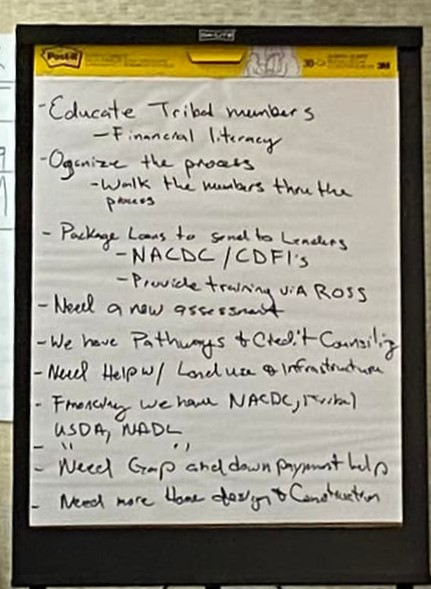 Post-it
3M
- Educate Tribal members
- Financial literacy
- Oganize the process
- Walk the members thru the
process
- Package Loans to send to Lenders
- NACDC / CDFI's
- Provide training via ROSS
- Need a new assessment
- We have Pathways & Credit Counsiling
- Need Help w/ Land use & Infrastructure
- Financing we have NACDC, Tribal
USDA, NADL
- " "
- Need Gap and down payment help
- Need more Home design & Construction